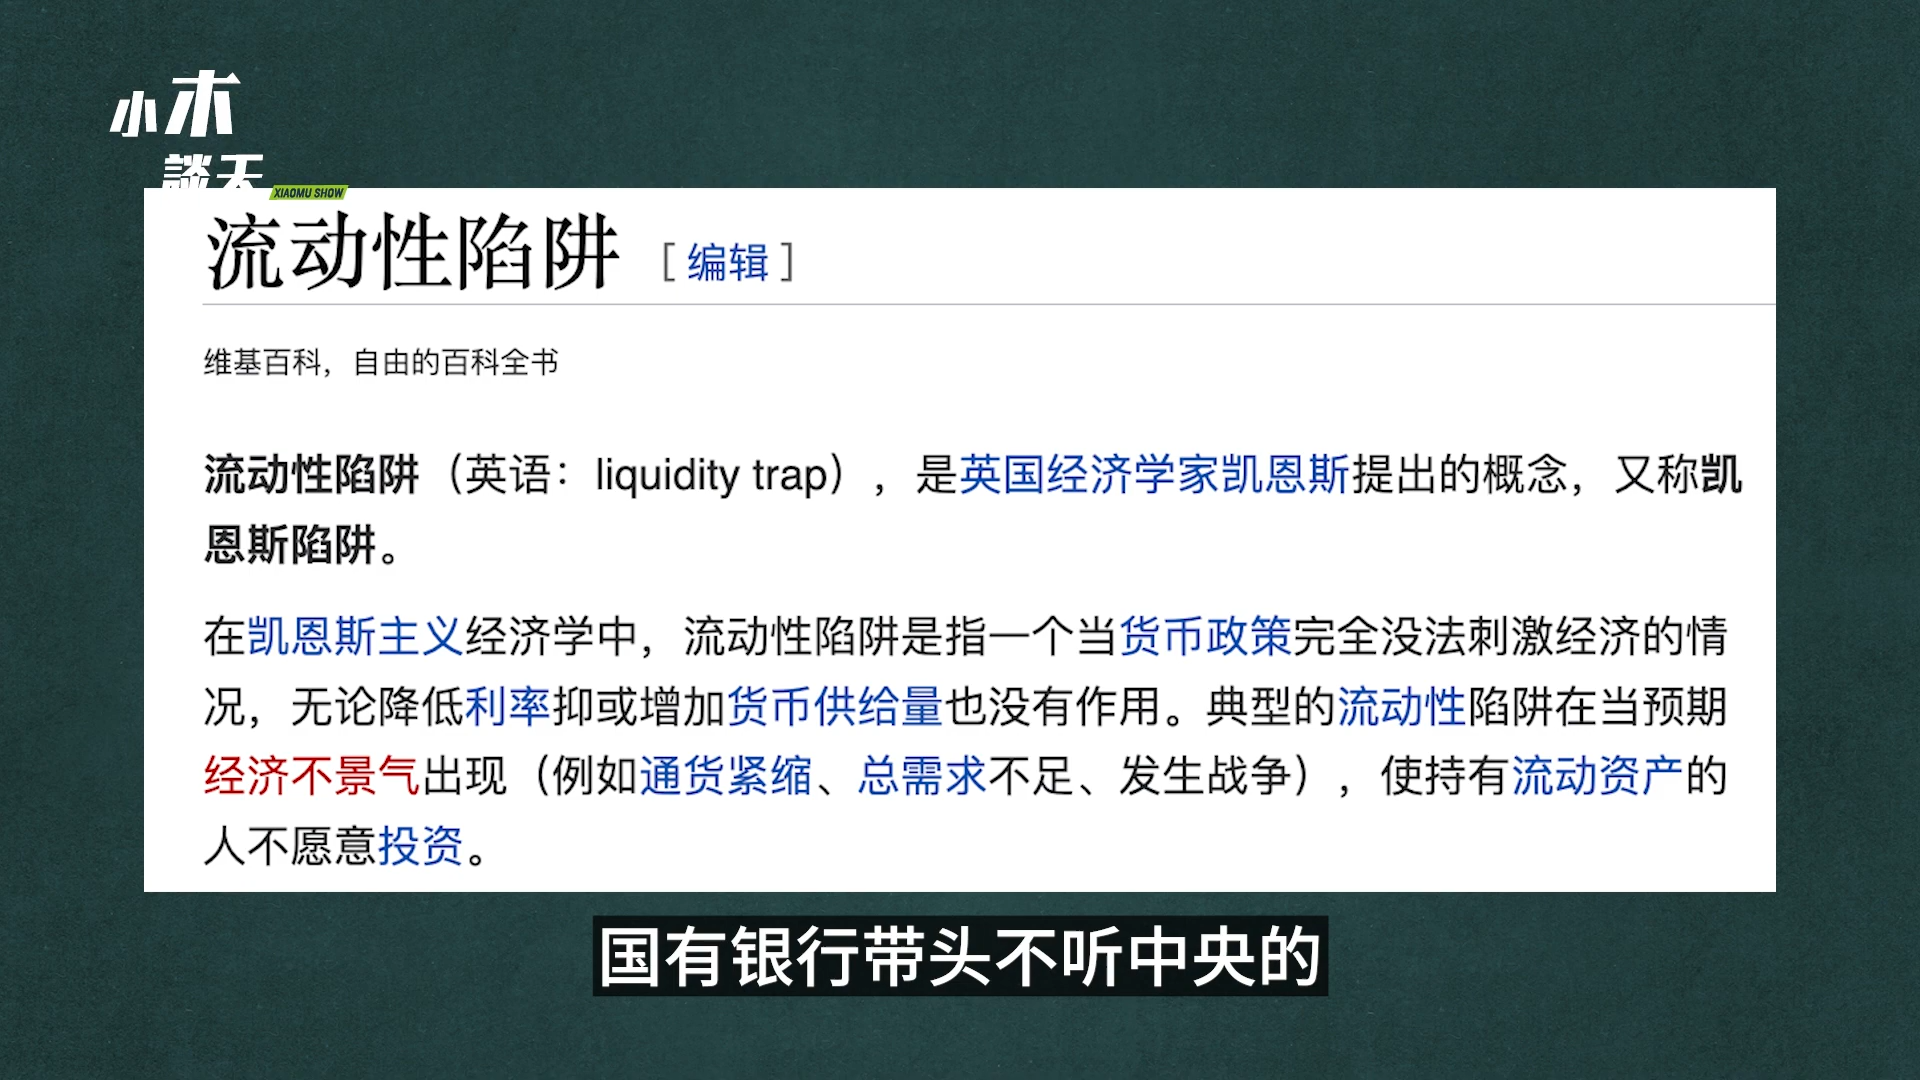 小木
談天
XIAOMU SHOW
流动性陷阱 [编辑]
维基百科，自由的百科全书
流动性陷阱（英语：liquidity trap），是英国经济学家凯恩斯提出的概念，又称凯
恩斯陷阱。
在凯恩斯主义经济学中，流动性陷阱是指一个当货币政策完全没法刺激经济的情
况，无论降低利率抑或增加货币供给量也没有作用。典型的流动性陷阱在当预期
经济不景气出现（例如通货紧缩、总需求不足、发生战争），使持有流动资产的
人不愿意投资。
国有银行带头不听中央的